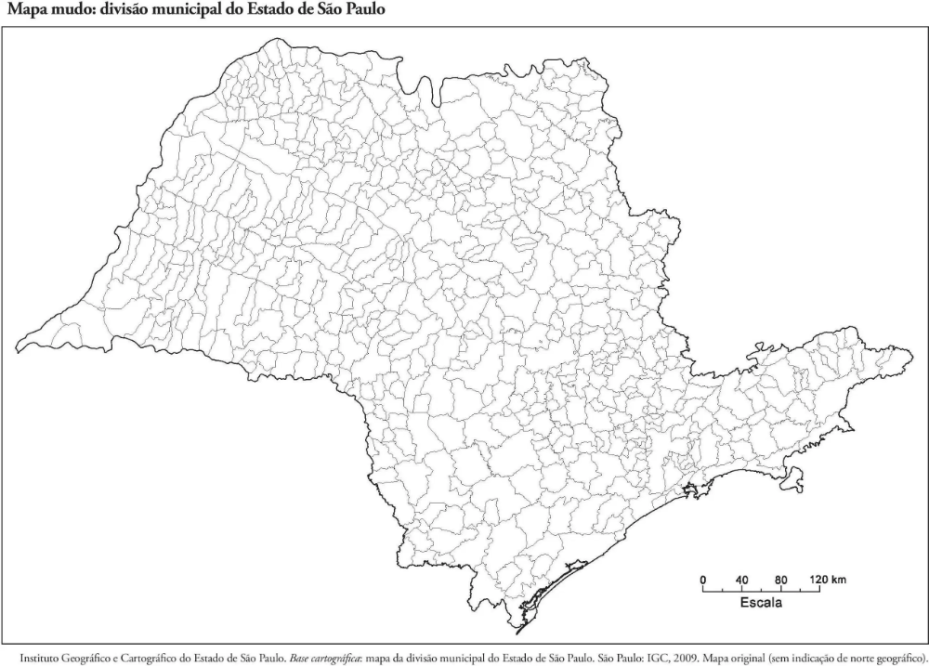 Mapa mudo: divisão municipal do Estado de São Paulo
0 40 80 120 km
Escala
Instituto Geográfico e Cartográfico do Estado de São Paulo. Base cartográfica: mapa da divisão municipal do Estado de São Paulo. São Paulo: IGC, 2009. Mapa original (sem indicação de norte geográfico).